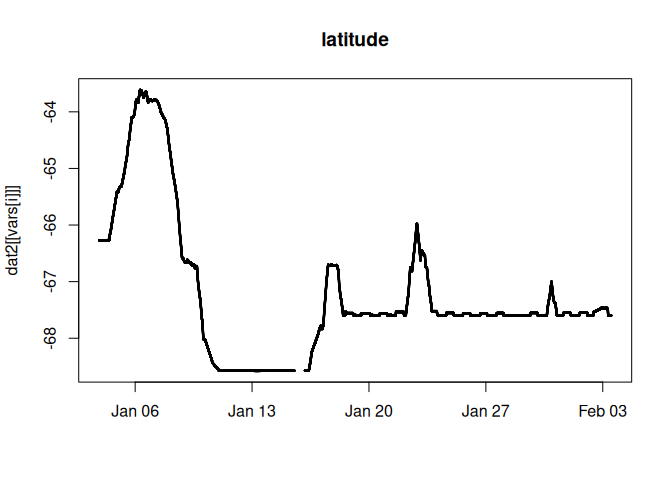 latitude
dat2[[vars[i]]]
-64
-65
-66
-67
-68
Jan 06
Jan 13
Jan 20
Jan 27
Feb 03